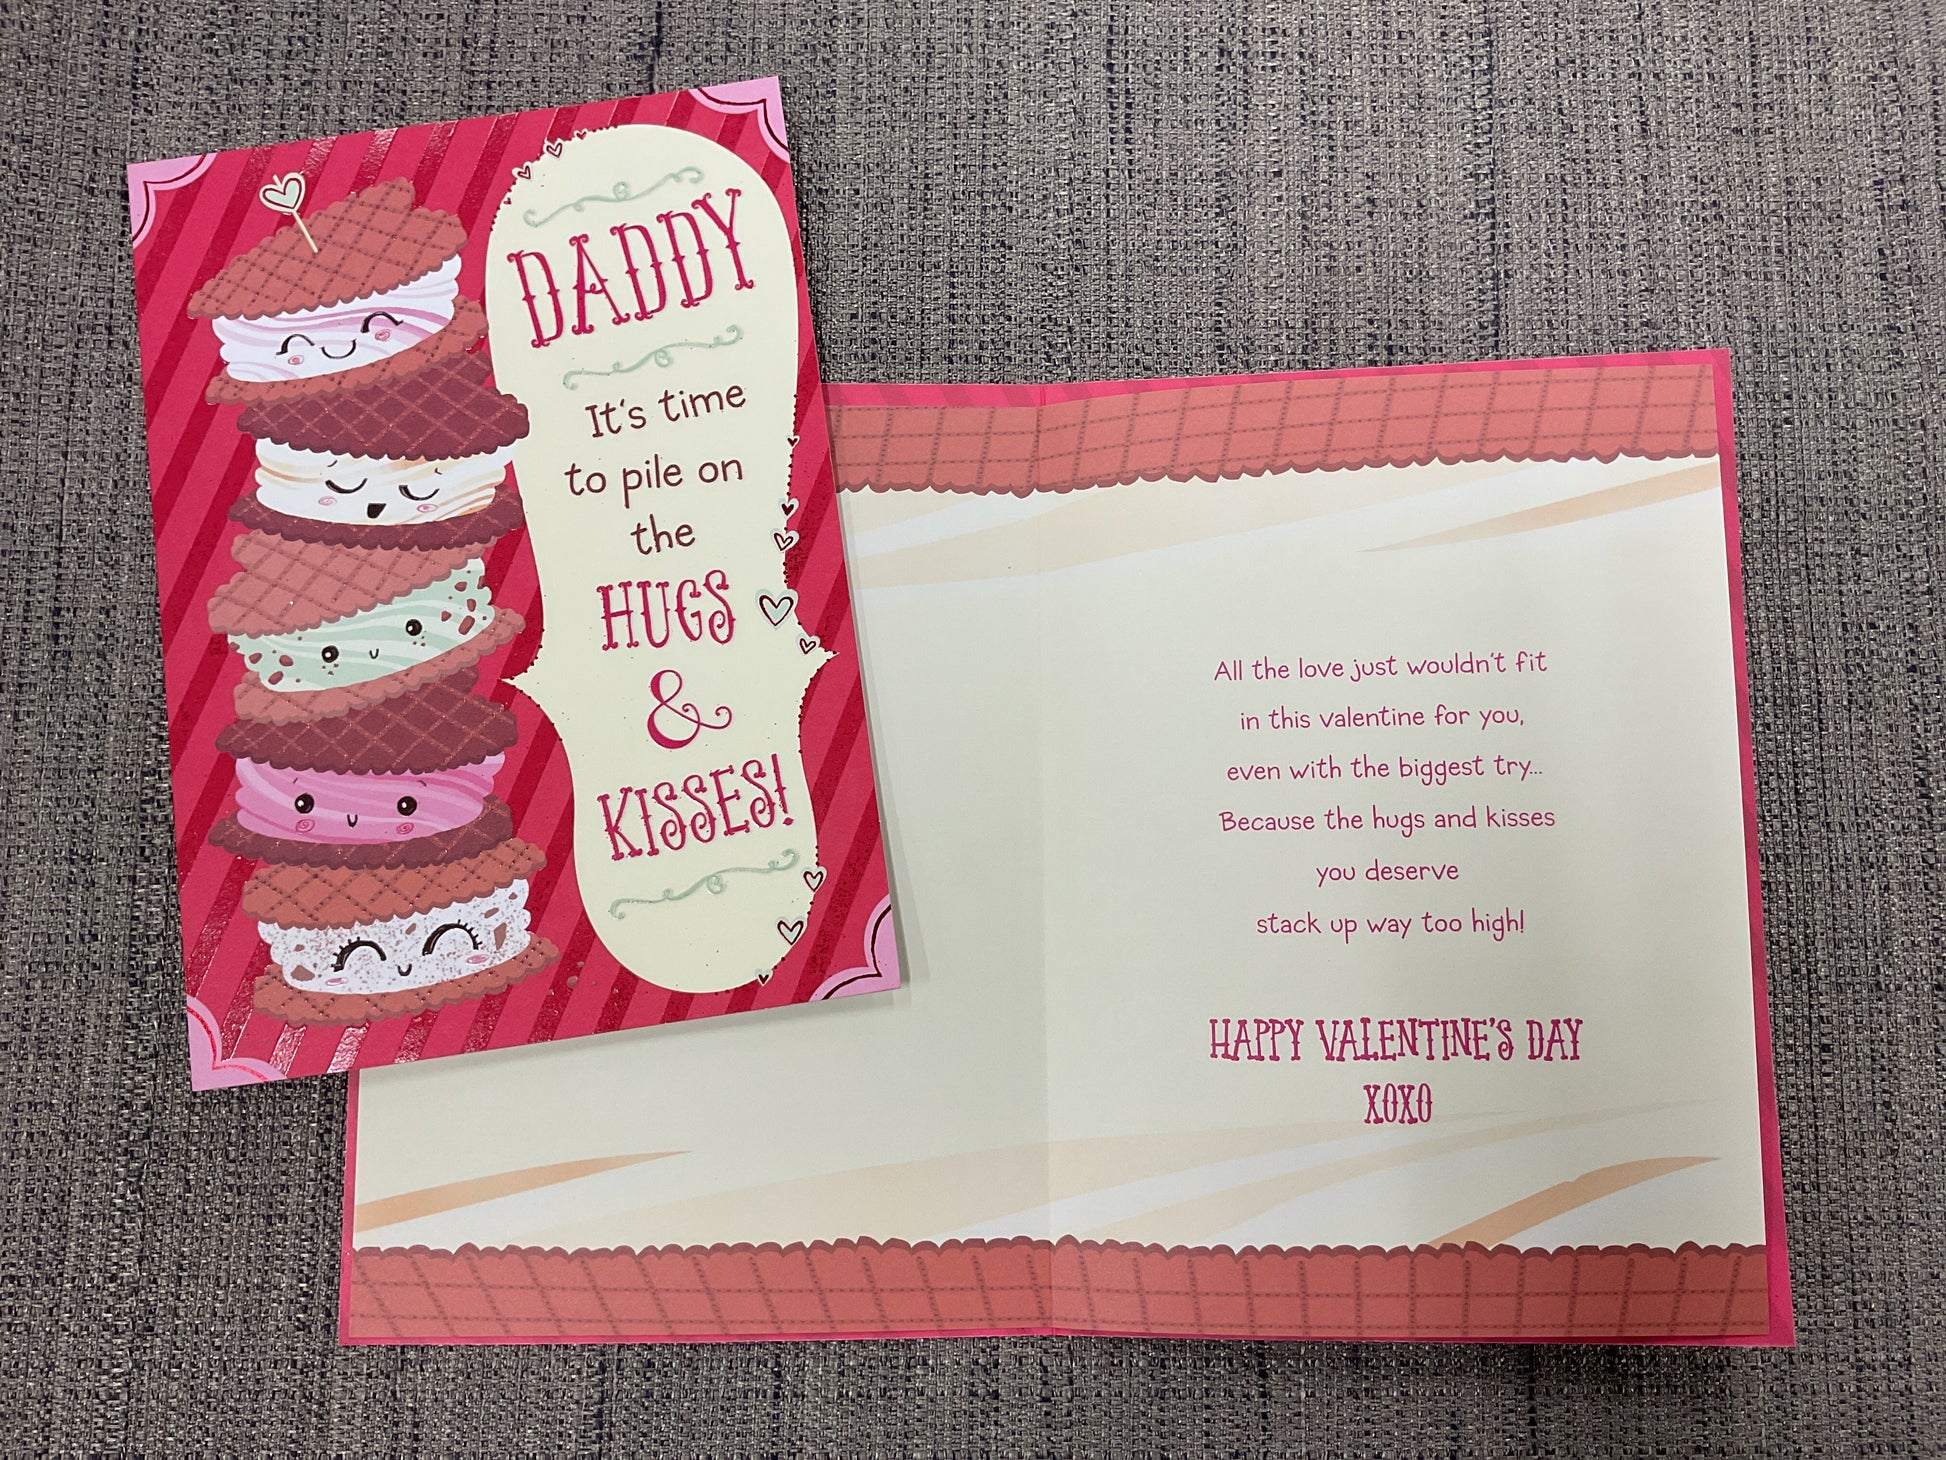 DADDY
It's time
to pile on
the
HUGS
&
KISSES!
All the love just wouldn't fit
in this valentine for you,
even with the biggest try...
Because the hugs and kisses
you deserve
stack up way too high!
HAPPY VALENTINE'S DAY
XOXO